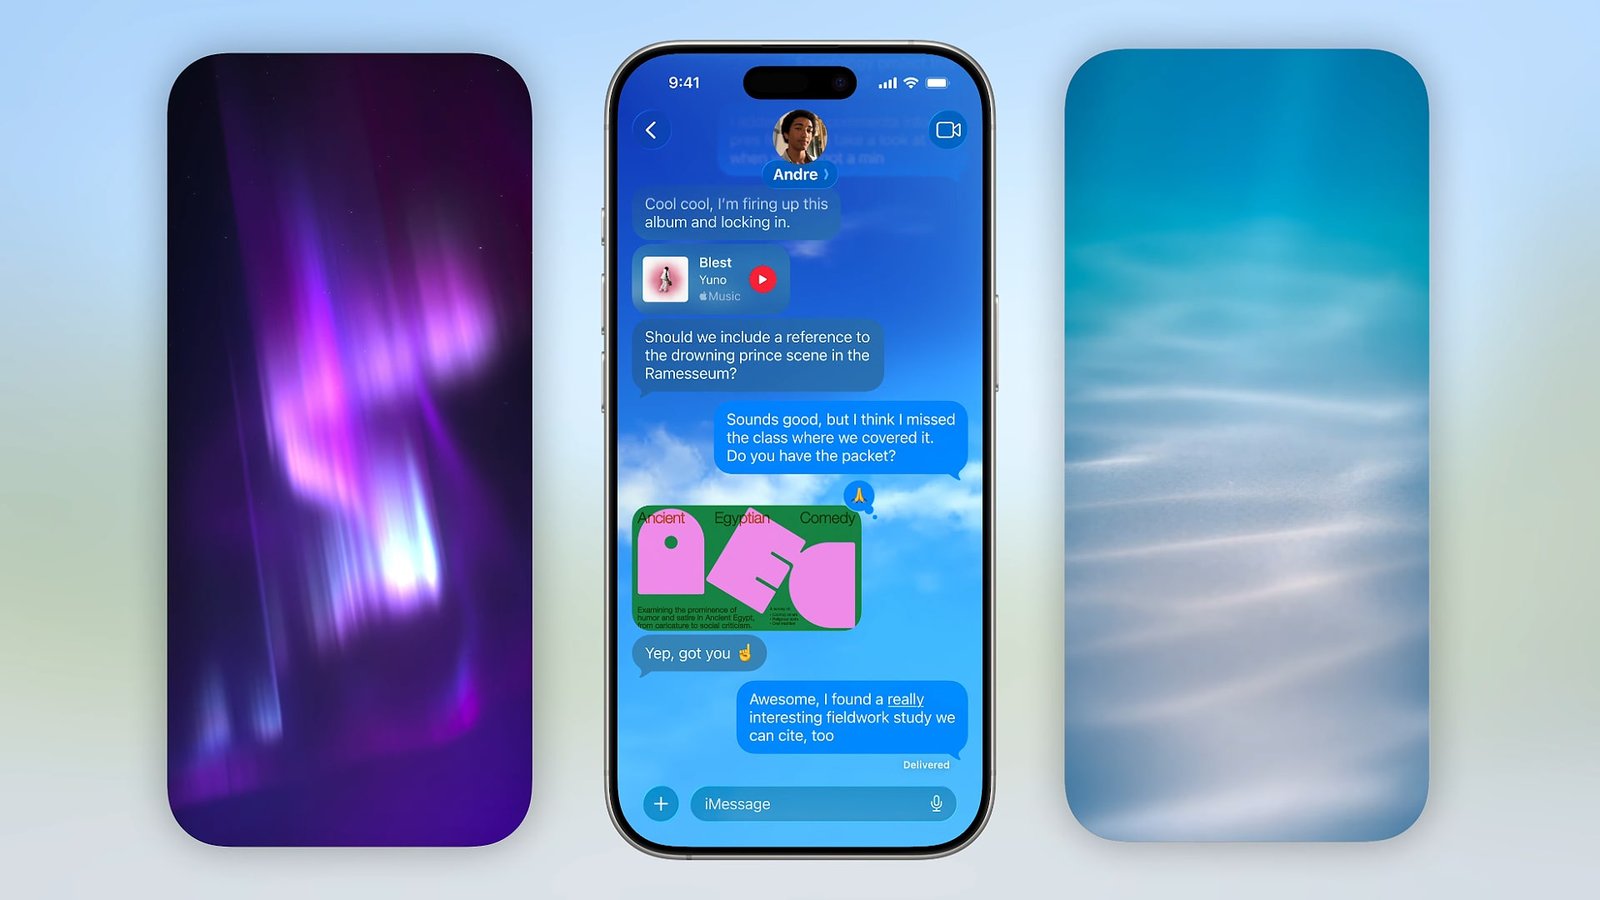 9:41
Andre
Cool cool, I'm firing up this
album and locking in.
Blest
Yuno
Music
Should we include a reference to
the drowning prince scene in the
Ramesseum?
Sounds good, but I think I missed
the class where we covered it.
Do you have the packet?
Ancient Egyptian Comedy
AEC
Examining the prominence of
humor and satire in Ancient Egypt,
from caricature to social criticism.
Yep, got you ☝️
Awesome, I found a really
interesting fieldwork study we
can cite, too
Delivered
iMessage